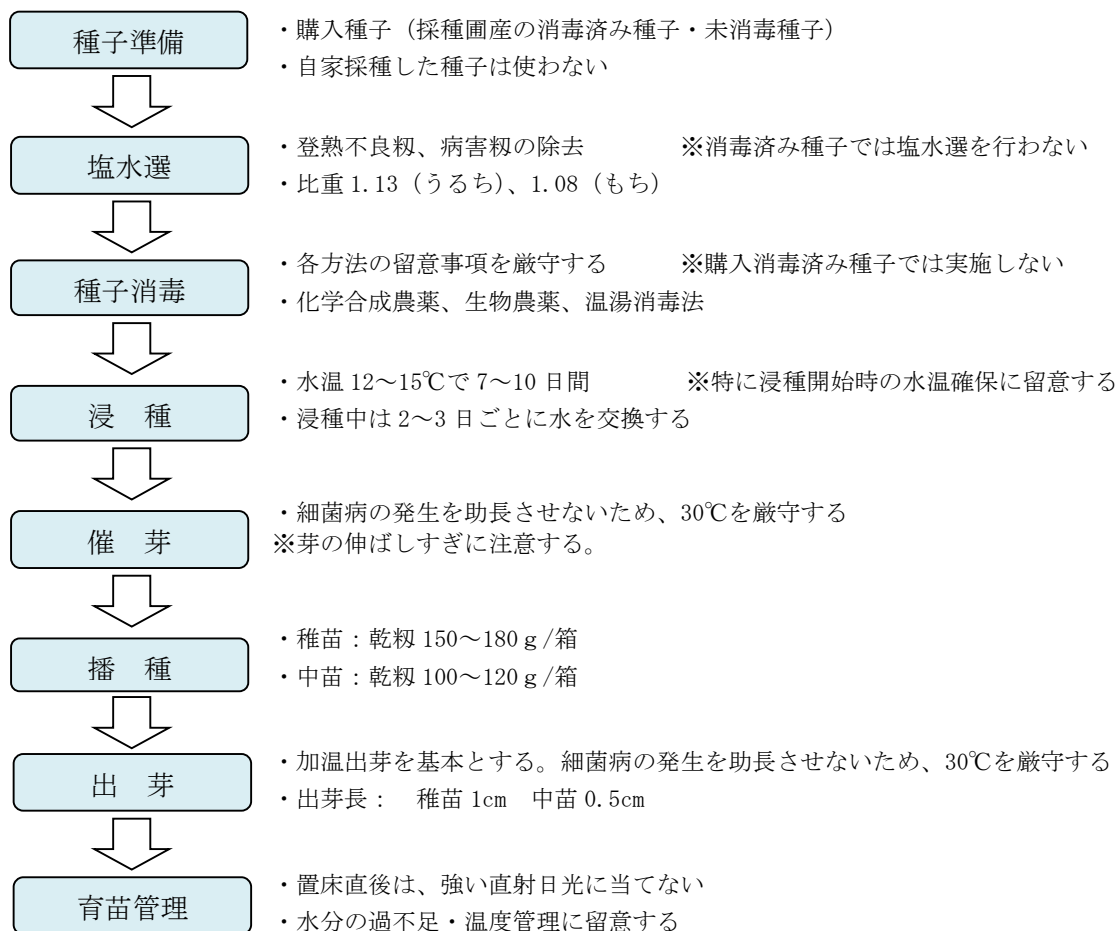 種子準備
・購入種子（採種圃産の消毒済み種子・未消毒種子）
・自家採種した種子は使わない
塩水選
・登熟不良籾、病害籾の除去　　　※消毒済み種子では塩水選を行わない
・比重 1.13（うるち）、1.08（もち）
種子消毒
・各方法の留意事項を厳守する　　　※購入消毒済み種子では実施しない
・化学合成農薬、生物農薬、温湯消毒法
浸　種
・水温 12～15℃で 7～10 日間　　　※特に浸種開始時の水温確保に留意する
・浸種中は 2～3 日ごとに水を交換する
催　芽
・細菌病の発生を助長させないため、30℃を厳守する
※芽の伸ばしすぎに注意する。
播　種
・稚苗：乾籾 150～180ｇ/箱
・中苗：乾籾 100～120ｇ/箱
出　芽
・加温出芽を基本とする。細菌病の発生を助長させないため、30℃を厳守する
・出芽長：　稚苗 1cm　中苗 0.5cm
育苗管理
・置床直後は、強い直射日光に当てない
・水分の過不足・温度管理に留意する